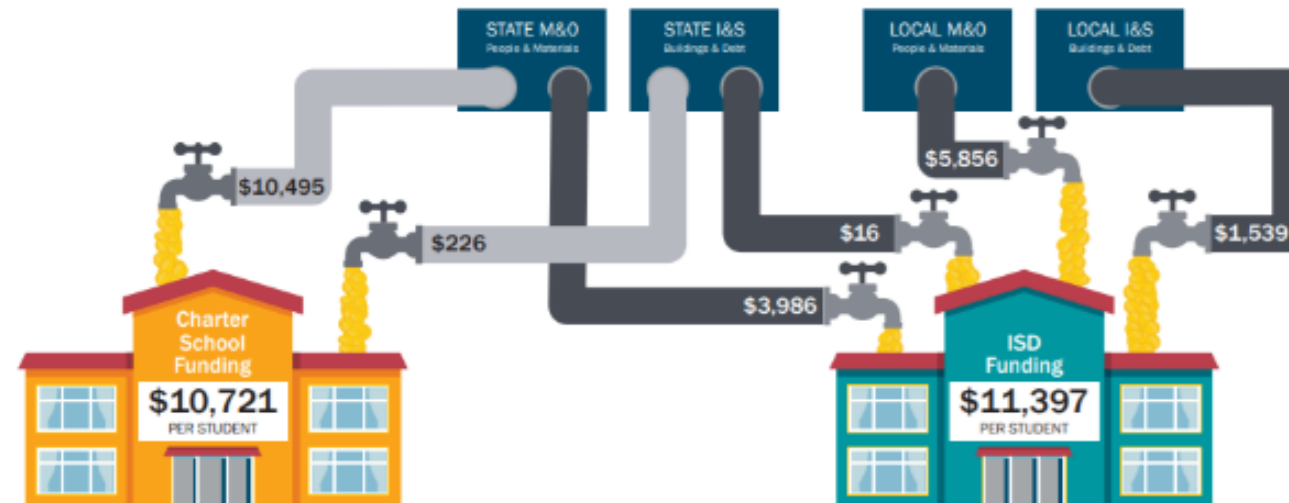 STATE M&O
People & Materials
STATE I&S
Buildings & Debt
LOCAL M&O
People & Materials
LOCAL I&S
Buildings & Debt
$10,495
$226
$5,856
$16
$1,539
$3,986
Charter
School
Funding
$10,721
PER STUDENT
ISD
Funding
$11,397
PER STUDENT